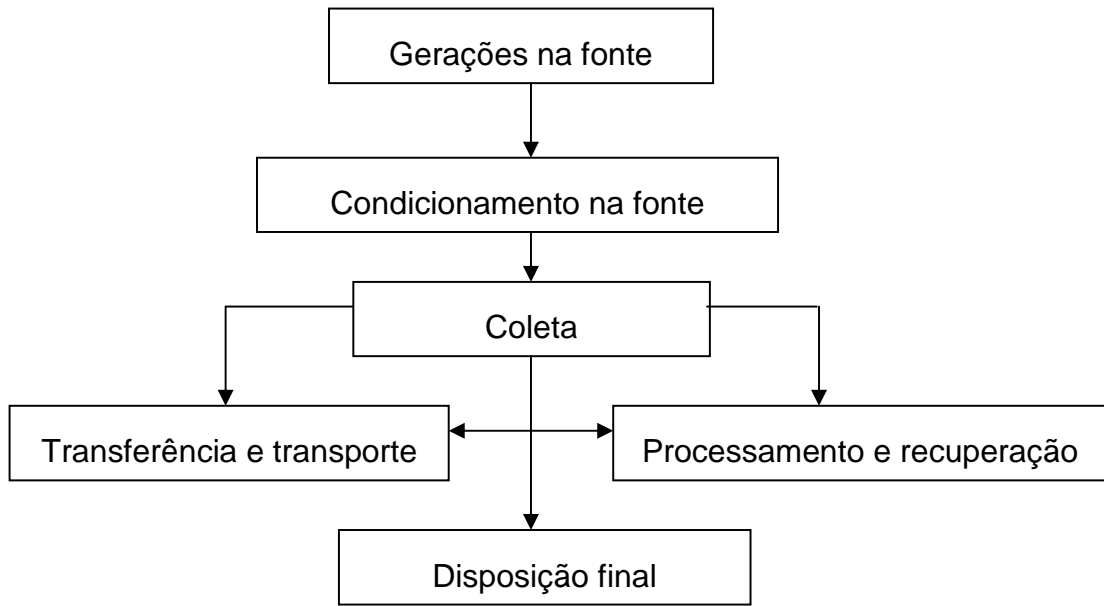 Gerações na fonte
Condicionamento na fonte
Coleta
Transferência e transporte
Processamento e recuperação
Disposição final